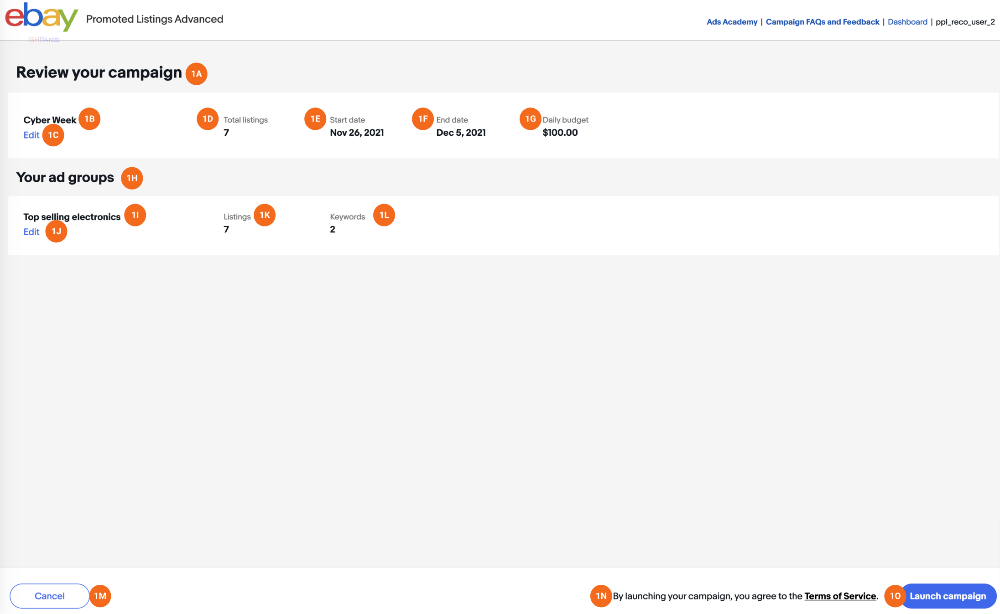 ebay Promoted Listings Advanced
Ads Academy | Campaign FAQs and Feedback | Dashboard | ppl_reco_user_2
GH114rcb
Review your campaign 1A
Cyber Week 1B 1D Total listings 1E Start date 1F End date 1G Daily budget
Edit 1C 7 Nov 26, 2021 Dec 5, 2021 $100.00
Your ad groups 1H
Top selling electronics 1I Listings 1K Keywords 1L
Edit 1J 7 2
Cancel 1M 1N By launching your campaign, you agree to the Terms of Service. 1O Launch campaign